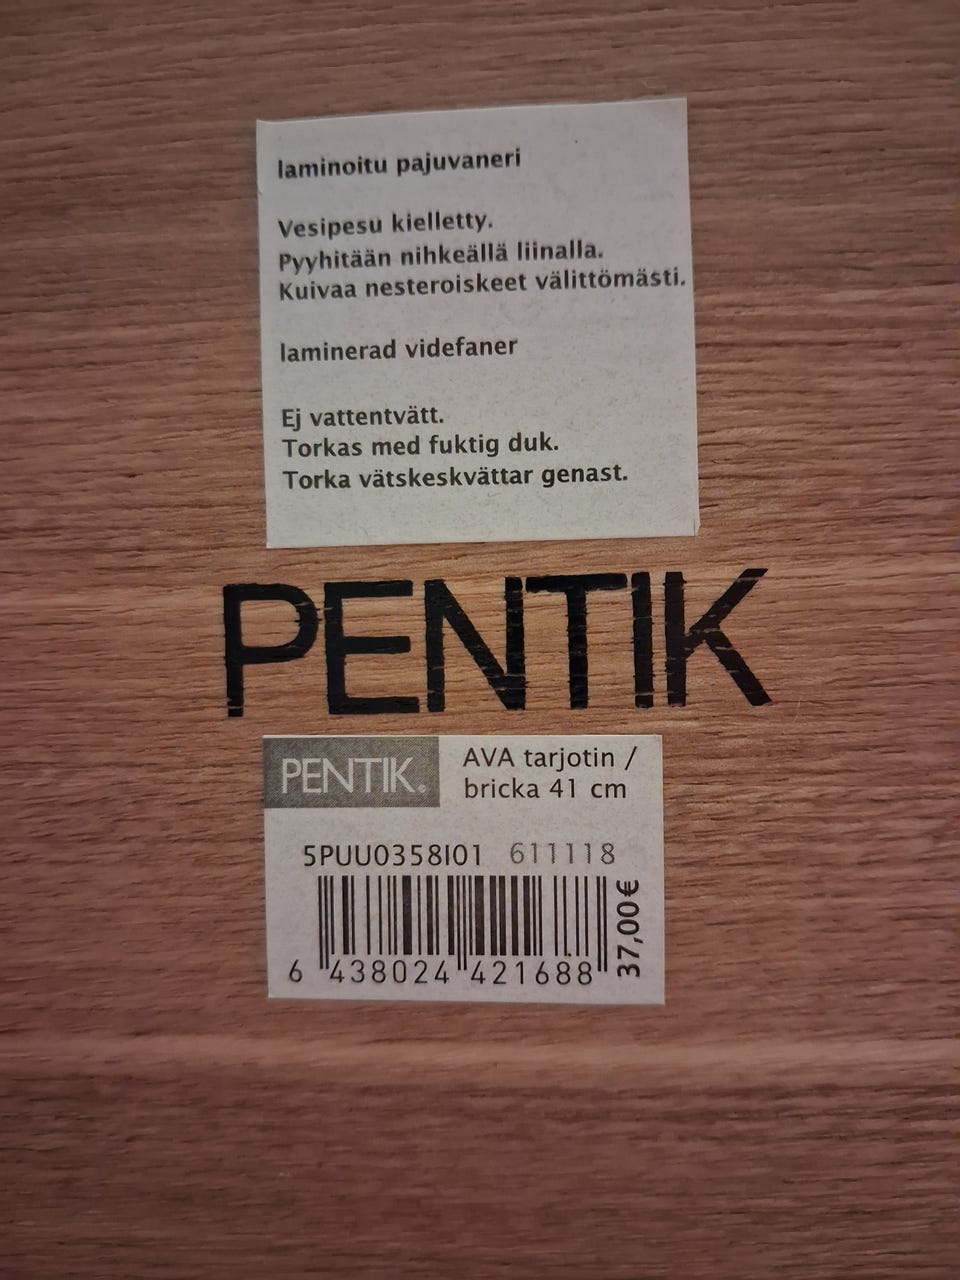 laminoitu pajuvaneri
Vesipesu kielletty.
Pyyhitään nihkeällä liinalla.
Kuivaa nesteroiskeet välittömästi.
laminerad videfaner
Ej vattentvätt.
Torkas med fuktig duk.
Torka vätskeskvättar genast.
PENTIK
PENTIK®
AVA tarjotin /
bricka 41 cm
5PUU0358I01 611118
37,00€
6 438024 421688